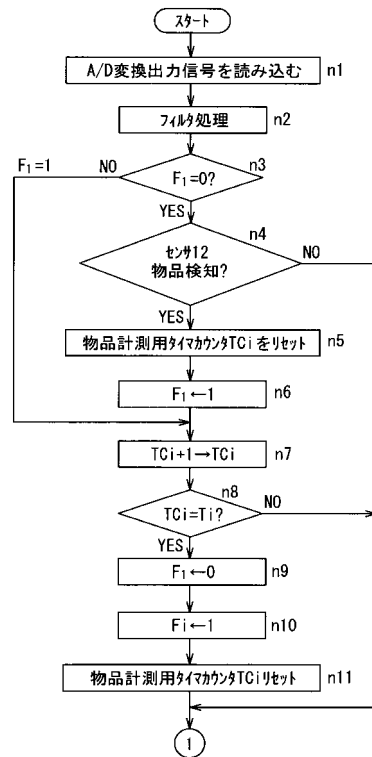 スタート
A/D変換出力信号を読み込む n1
フィルタ処理 n2
F₁=1 NO n3
F₁=0?
YES n4
センサ12 NO
物品検知?
YES
物品計測用タイマカウンタTCiをリセット n5
F₁←1 n6
TCi+1→TCi n7
n8 NO
TCi=Ti?
YES
F₁←0 n9
Fi←1 n10
物品計測用タイマカウンタTCiリセット n11
1